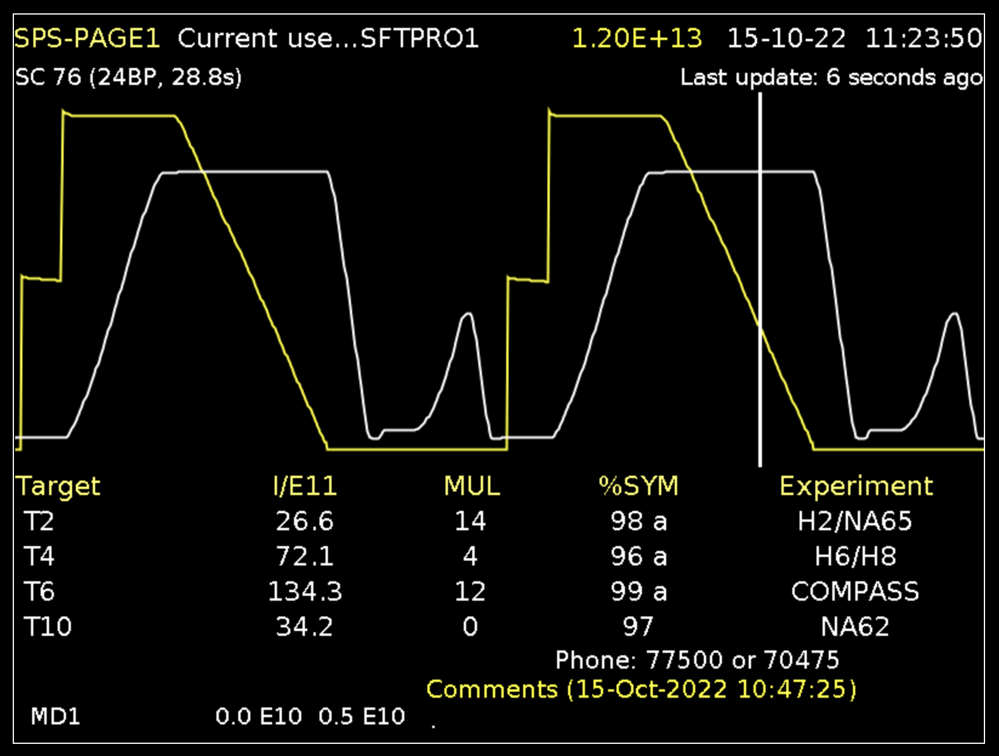 SPS-PAGE1 Current use...SFTPRO1 1.20E+13 15-10-22 11:23:50
SC 76 (24BP, 28.8s) Last update: 6 seconds ago
Target I/E11 MUL %SYM Experiment
T2 26.6 14 98 a H2/NA65
T4 72.1 4 96 a H6/H8
T6 134.3 12 99 a COMPASS
T10 34.2 0 97 NA62
Phone: 77500 or 70475
Comments (15-Oct-2022 10:47:25)
MD1 0.0 E10 0.5 E10 .